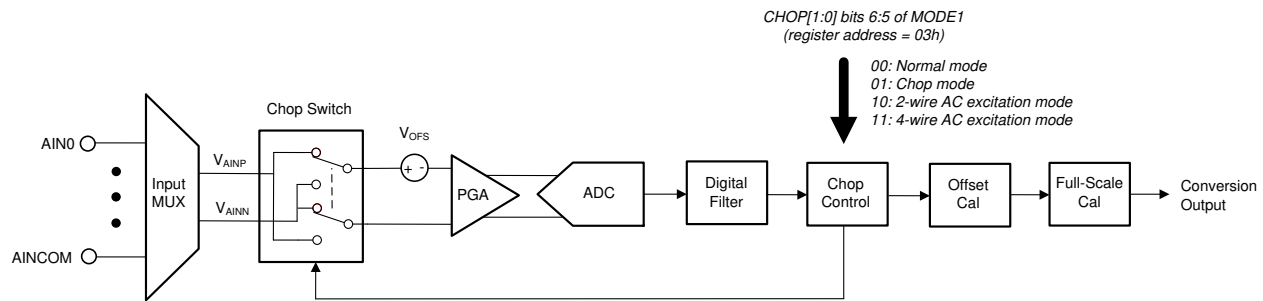 CHOP[1:0] bits 6:5 of MODE1
(register address = 03h)
00: Normal mode
01: Chop mode
10: 2-wire AC excitation mode
11: 4-wire AC excitation mode
Chop Switch
AIN0
AINCOM
Input
MUX
VAINP
VAINN
VOFS
+ -
PGA
ADC
Digital
Filter
Chop
Control
Offset
Cal
Full-Scale
Cal
Conversion
Output